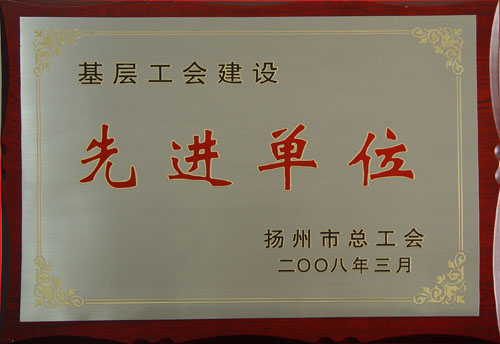 基层工会建设
先进单位
扬州市总工会
二〇〇八年三月